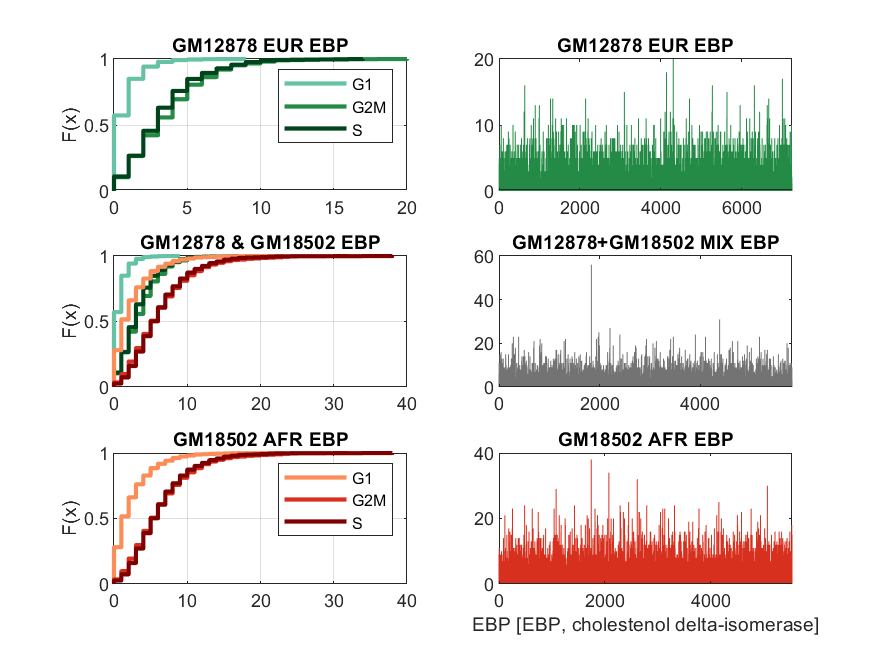 GM12878 EUR EBP
1
0.5
0
F(x)
0 5 10 15 20
G1
G2M
S
GM12878 EUR EBP
20
10
0
0 2000 4000 6000
GM12878 & GM18502 EBP
1
0.5
0
F(x)
0 10 20 30 40
GM12878+GM18502 MIX EBP
60
40
20
0
0 2000 4000
GM18502 AFR EBP
1
0.5
0
F(x)
0 10 20 30 40
G1
G2M
S
GM18502 AFR EBP
40
20
0
0 2000 4000
EBP [EBP, cholestenol delta-isomerase]